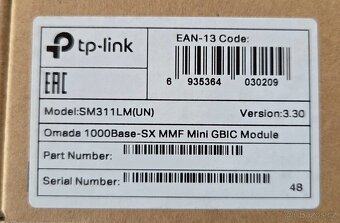 tp-link
EAN-13 Code:
EAC
6 935364 030209
Model:SM311LM(UN)
Version:3.30
Omada 1000Base-SX MMF Mini GBIC Module
Part Number:
Serial Number:
48